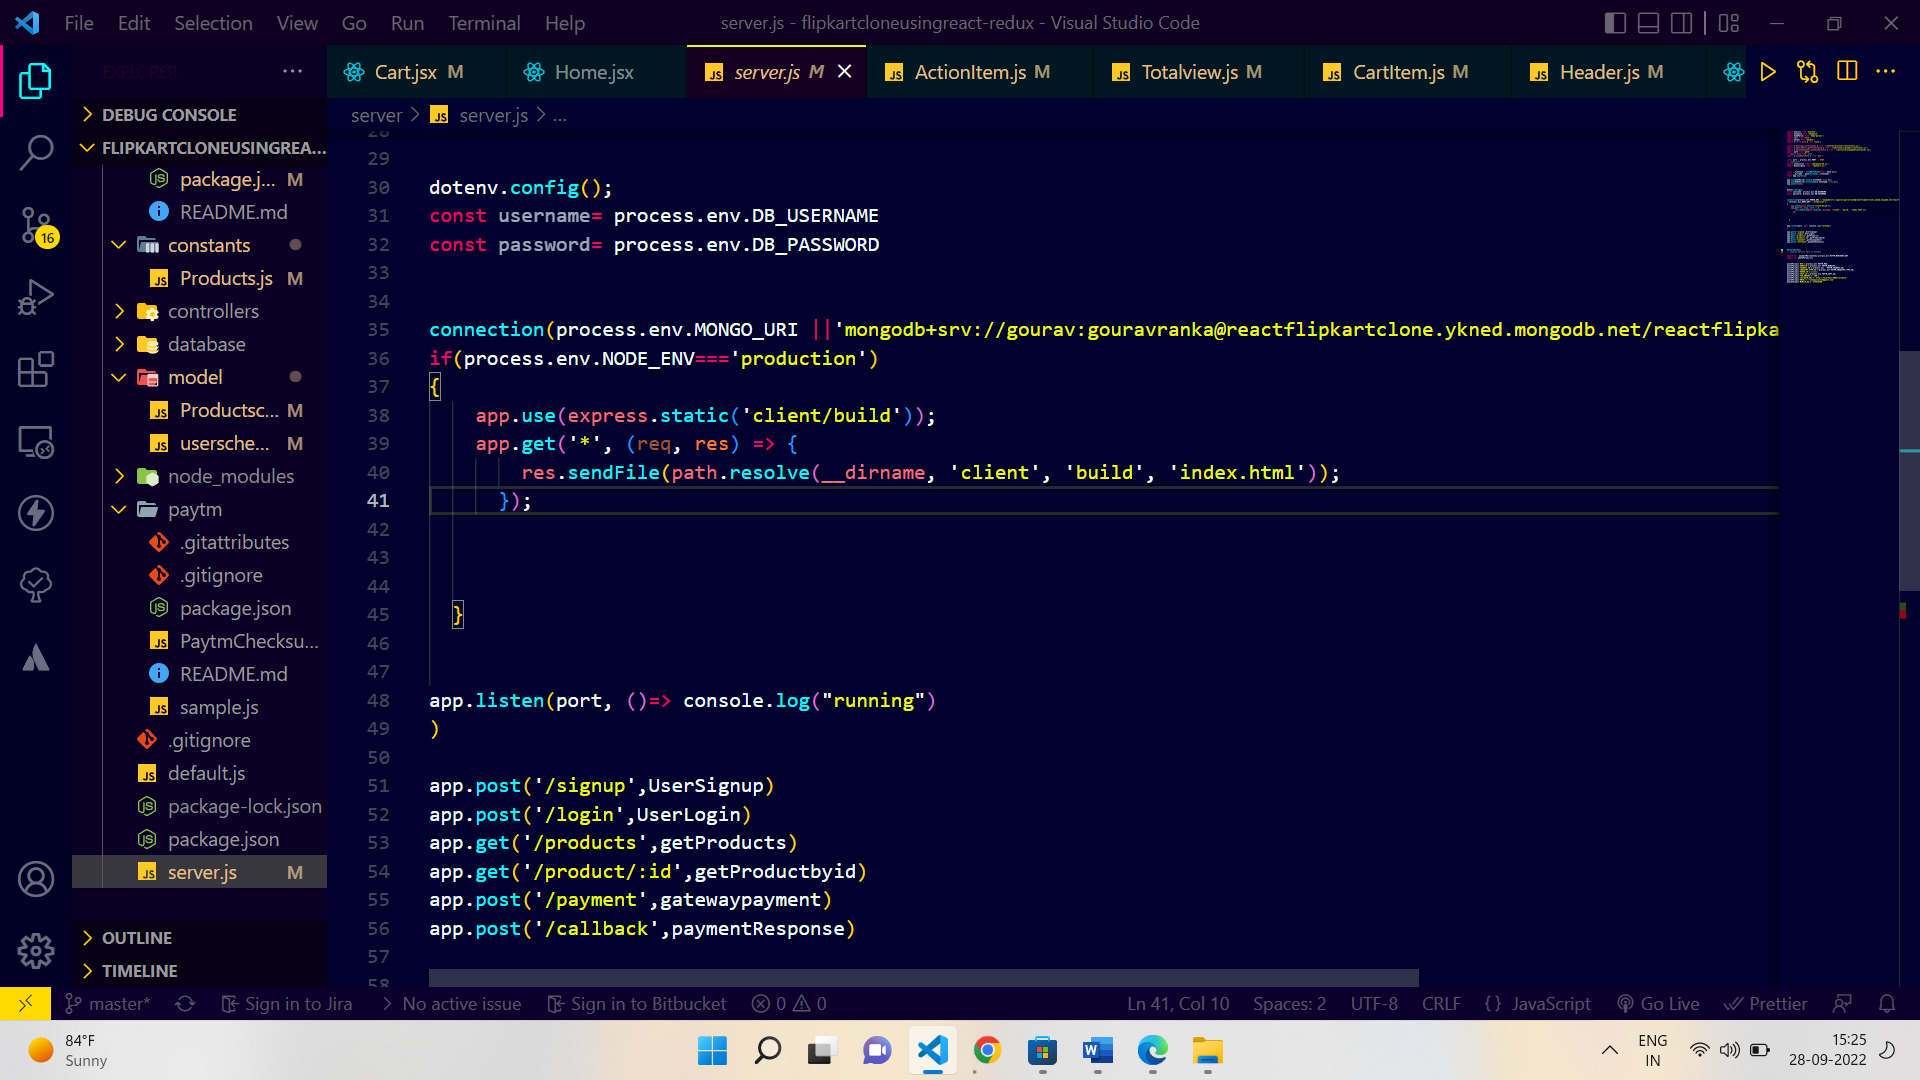 File Edit Selection View Go Run Terminal Help
server.js - flipkartcloneusingreact-redux - Visual Studio Code
EXPLORER
Cart.jsx M
Home.jsx
server.js M
ActionItem.js M
Totalview.js M
CartItem.js M
Header.js M
server > server.js > ...
DEBUG CONSOLE
FLIPKARTCLONEUSINGREA...
package.j... M
README.md
constants
Products.js M
controllers
database
model
Productsc... M
usersche... M
node_modules
paytm
.gitattributes
.gitignore
package.json
PaytmChecksu...
README.md
sample.js
.gitignore
default.js
package-lock.json
package.json
server.js M
OUTLINE
TIMELINE
16
28
29
30 dotenv.config();
31 const username= process.env.DB_USERNAME
32 const password= process.env.DB_PASSWORD
33
34
35 connection(process.env.MONGO_URI ||'mongodb+srv://gourav:gouravranka@reactflipkartclone.ykned.mongodb.net/reactflipka
36 if(process.env.NODE_ENV==='production')
37 {
38 app.use(express.static('client/build'));
39 app.get('*', (req, res) => {
40 res.sendFile(path.resolve(__dirname, 'client', 'build', 'index.html'));
41 });
42
43
44
45 }
46
47
48 app.listen(port, ()=> console.log("running")
49 )
50
51 app.post('/signup',UserSignup)
52 app.post('/login',UserLogin)
53 app.get('/products',getProducts)
54 app.get('/product/:id',getProductbyid)
55 app.post('/payment',gatewaypayment)
56 app.post('/callback',paymentResponse)
57
58
master* Sign in to Jira No active issue Sign in to Bitbucket 0 0 Ln 41, Col 10 Spaces: 2 UTF-8 CRLF {} JavaScript Go Live Prettier
84°F
Sunny
ENG
IN
15:25
28-09-2022